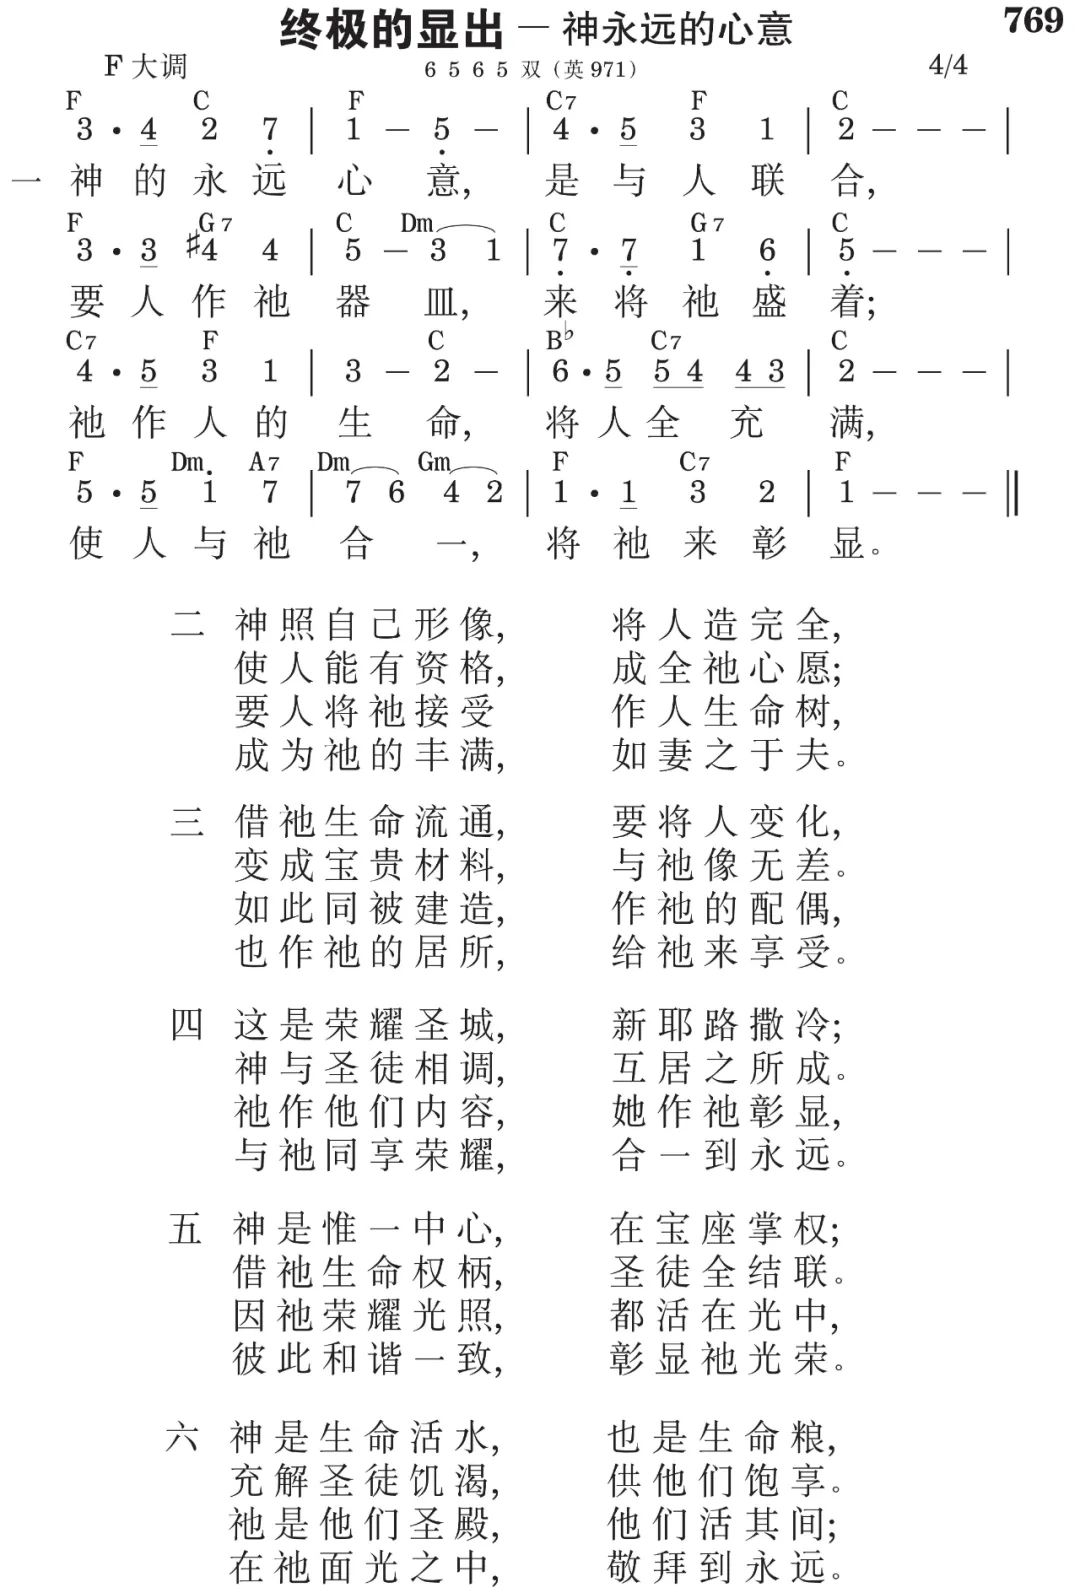 终极的显出－神永远的心意 769
F 大调 6 5 6 5 双（英971） 4/4
F C F C7 F C
3 · 4 2 7 | 1 － 5 － | 4 · 5 3 1 | 2 － － － |
一 神的永远心意，是与人联合，
F G7 C Dm C G7 C
3 · 3 #4 4 | 5 － 3 1 | 7 · 7 1 6 | 5 － － － |
要人作祂器皿，来将祂盛着；
C7 F C B♭ C7 C
4 · 5 3 1 | 3 － 2 － | 6 · 5 5 4 4 3 | 2 － － － |
祂作人的生命，将人全充满，
F Dm A7 Dm Gm F C7 F
5 · 5 1 7 | 7 6 4 2 | 1 · 1 3 2 | 1 － － － ‖
使人与祂合一，将祂来彰显。
二 神照自己形像，将人造完全，
使人能有资格，成全祂心愿；
要人将祂接受 作人生命树，
成为祂的丰满，如妻之于夫。
三 借祂生命流通，要将人变化，
变成宝贵材料，与祂像无差。
如此同被建造，作祂的配偶，
也作祂的居所，给祂来享受。
四 这是荣耀圣城，新耶路撒冷；
神与圣徒相调，互居之所成。
祂作他们内容，她作祂彰显，
与祂同享荣耀，合一到永远。
五 神是惟一中心，在宝座掌权；
借祂生命权柄，圣徒全结联。
因祂荣耀光照，都活在光中，
彼此和谐一致，彰显祂光荣。
六 神是生命活水，也是生命粮，
充解圣徒饥渴，供他们饱享。
祂是他们圣殿，他们活其间；
在祂面光之中，敬拜到永远。